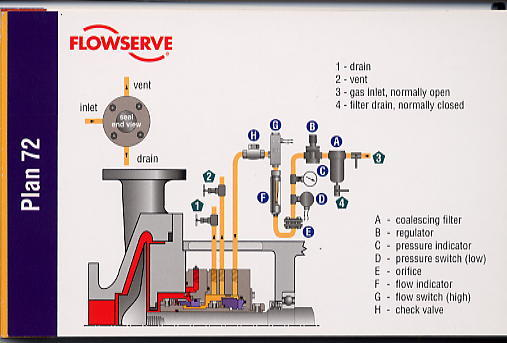 Plan 72
FLOWSERVE
vent
inlet
seal
end view
drain
1 - drain
2 - vent
3 - gas inlet, normally open
4 - filter drain, normally closed
H
G
B
A
3
2
C
1
F
D
4
E
A - coalescing filter
B - regulator
C - pressure indicator
D - pressure switch (low)
E - orifice
F - flow indicator
G - flow switch (high)
H - check valve